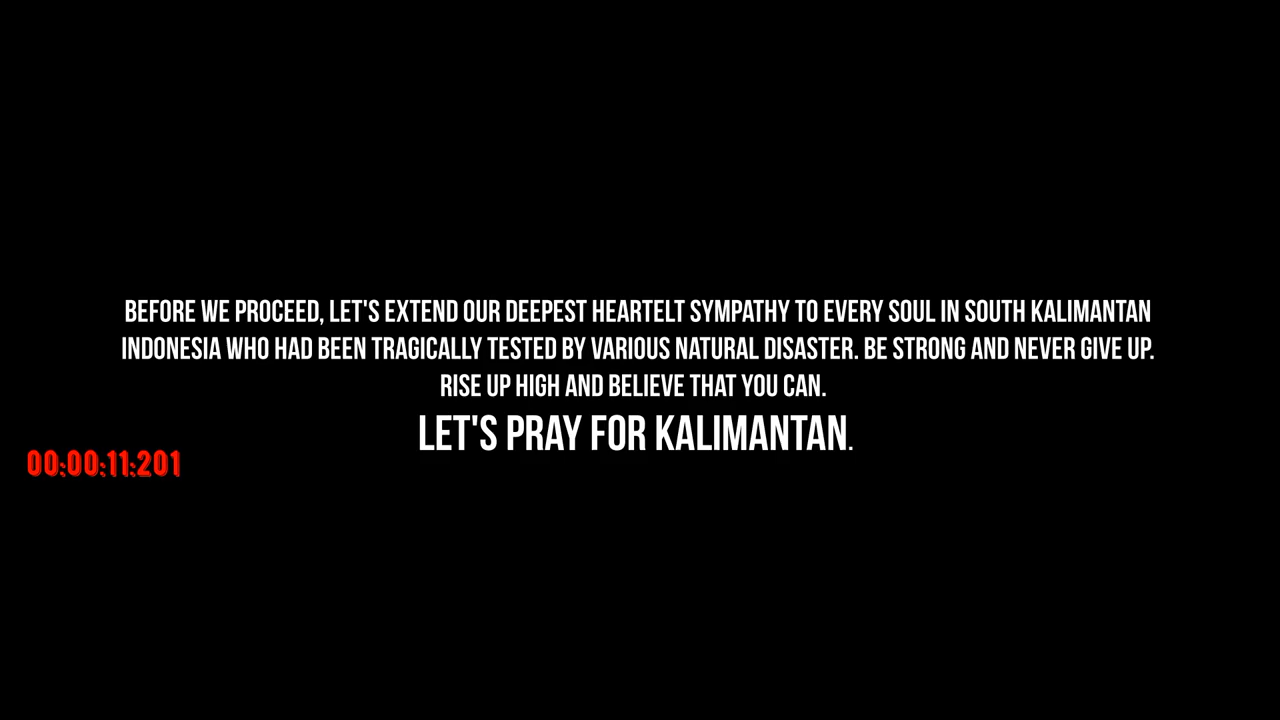 BEFORE WE PROCEED, LET'S EXTEND OUR DEEPEST HEARTELT SYMPATHY TO EVERY SOUL IN SOUTH KALIMANTAN
INDONESIA WHO HAD BEEN TRAGICALLY TESTED BY VARIOUS NATURAL DISASTER. BE STRONG AND NEVER GIVE UP.
RISE UP HIGH AND BELIEVE THAT YOU CAN.
LET'S PRAY FOR KALIMANTAN.
00:00:11:201